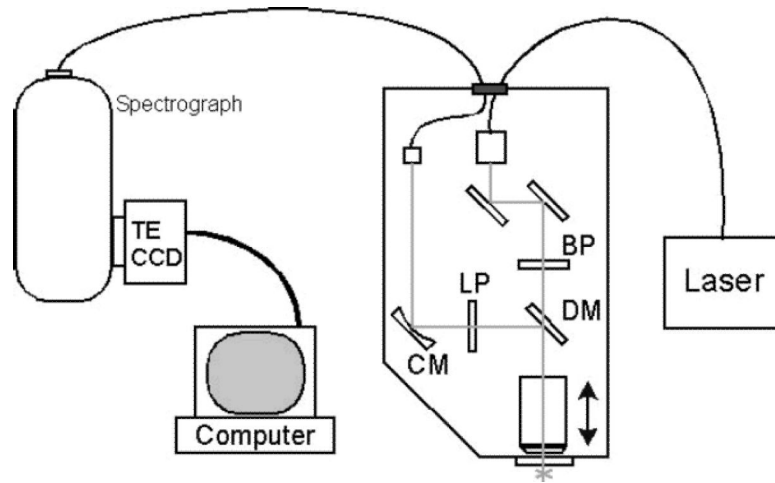 Spectrograph
TE
CCD
Computer
LP
CM
BP
DM
Laser